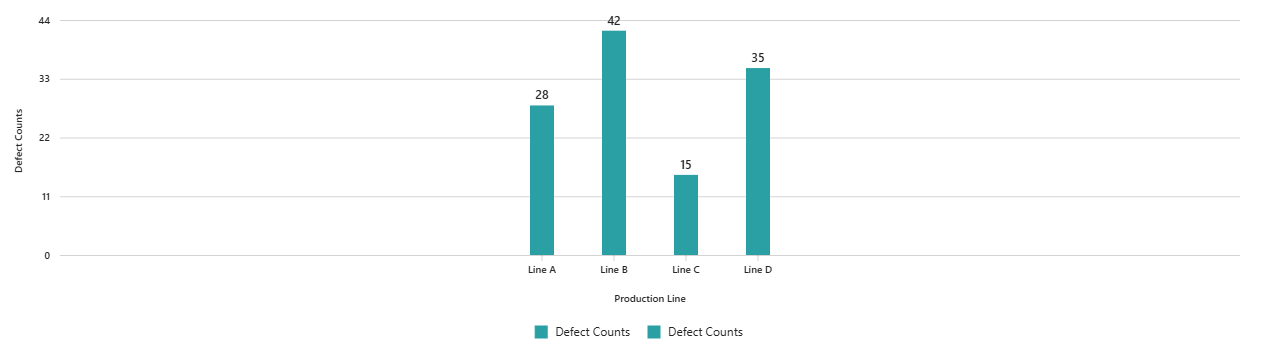 44
33
22
11
0
Defect Counts
28
42
15
35
Line A
Line B
Line C
Line D
Production Line
Defect Counts
Defect Counts